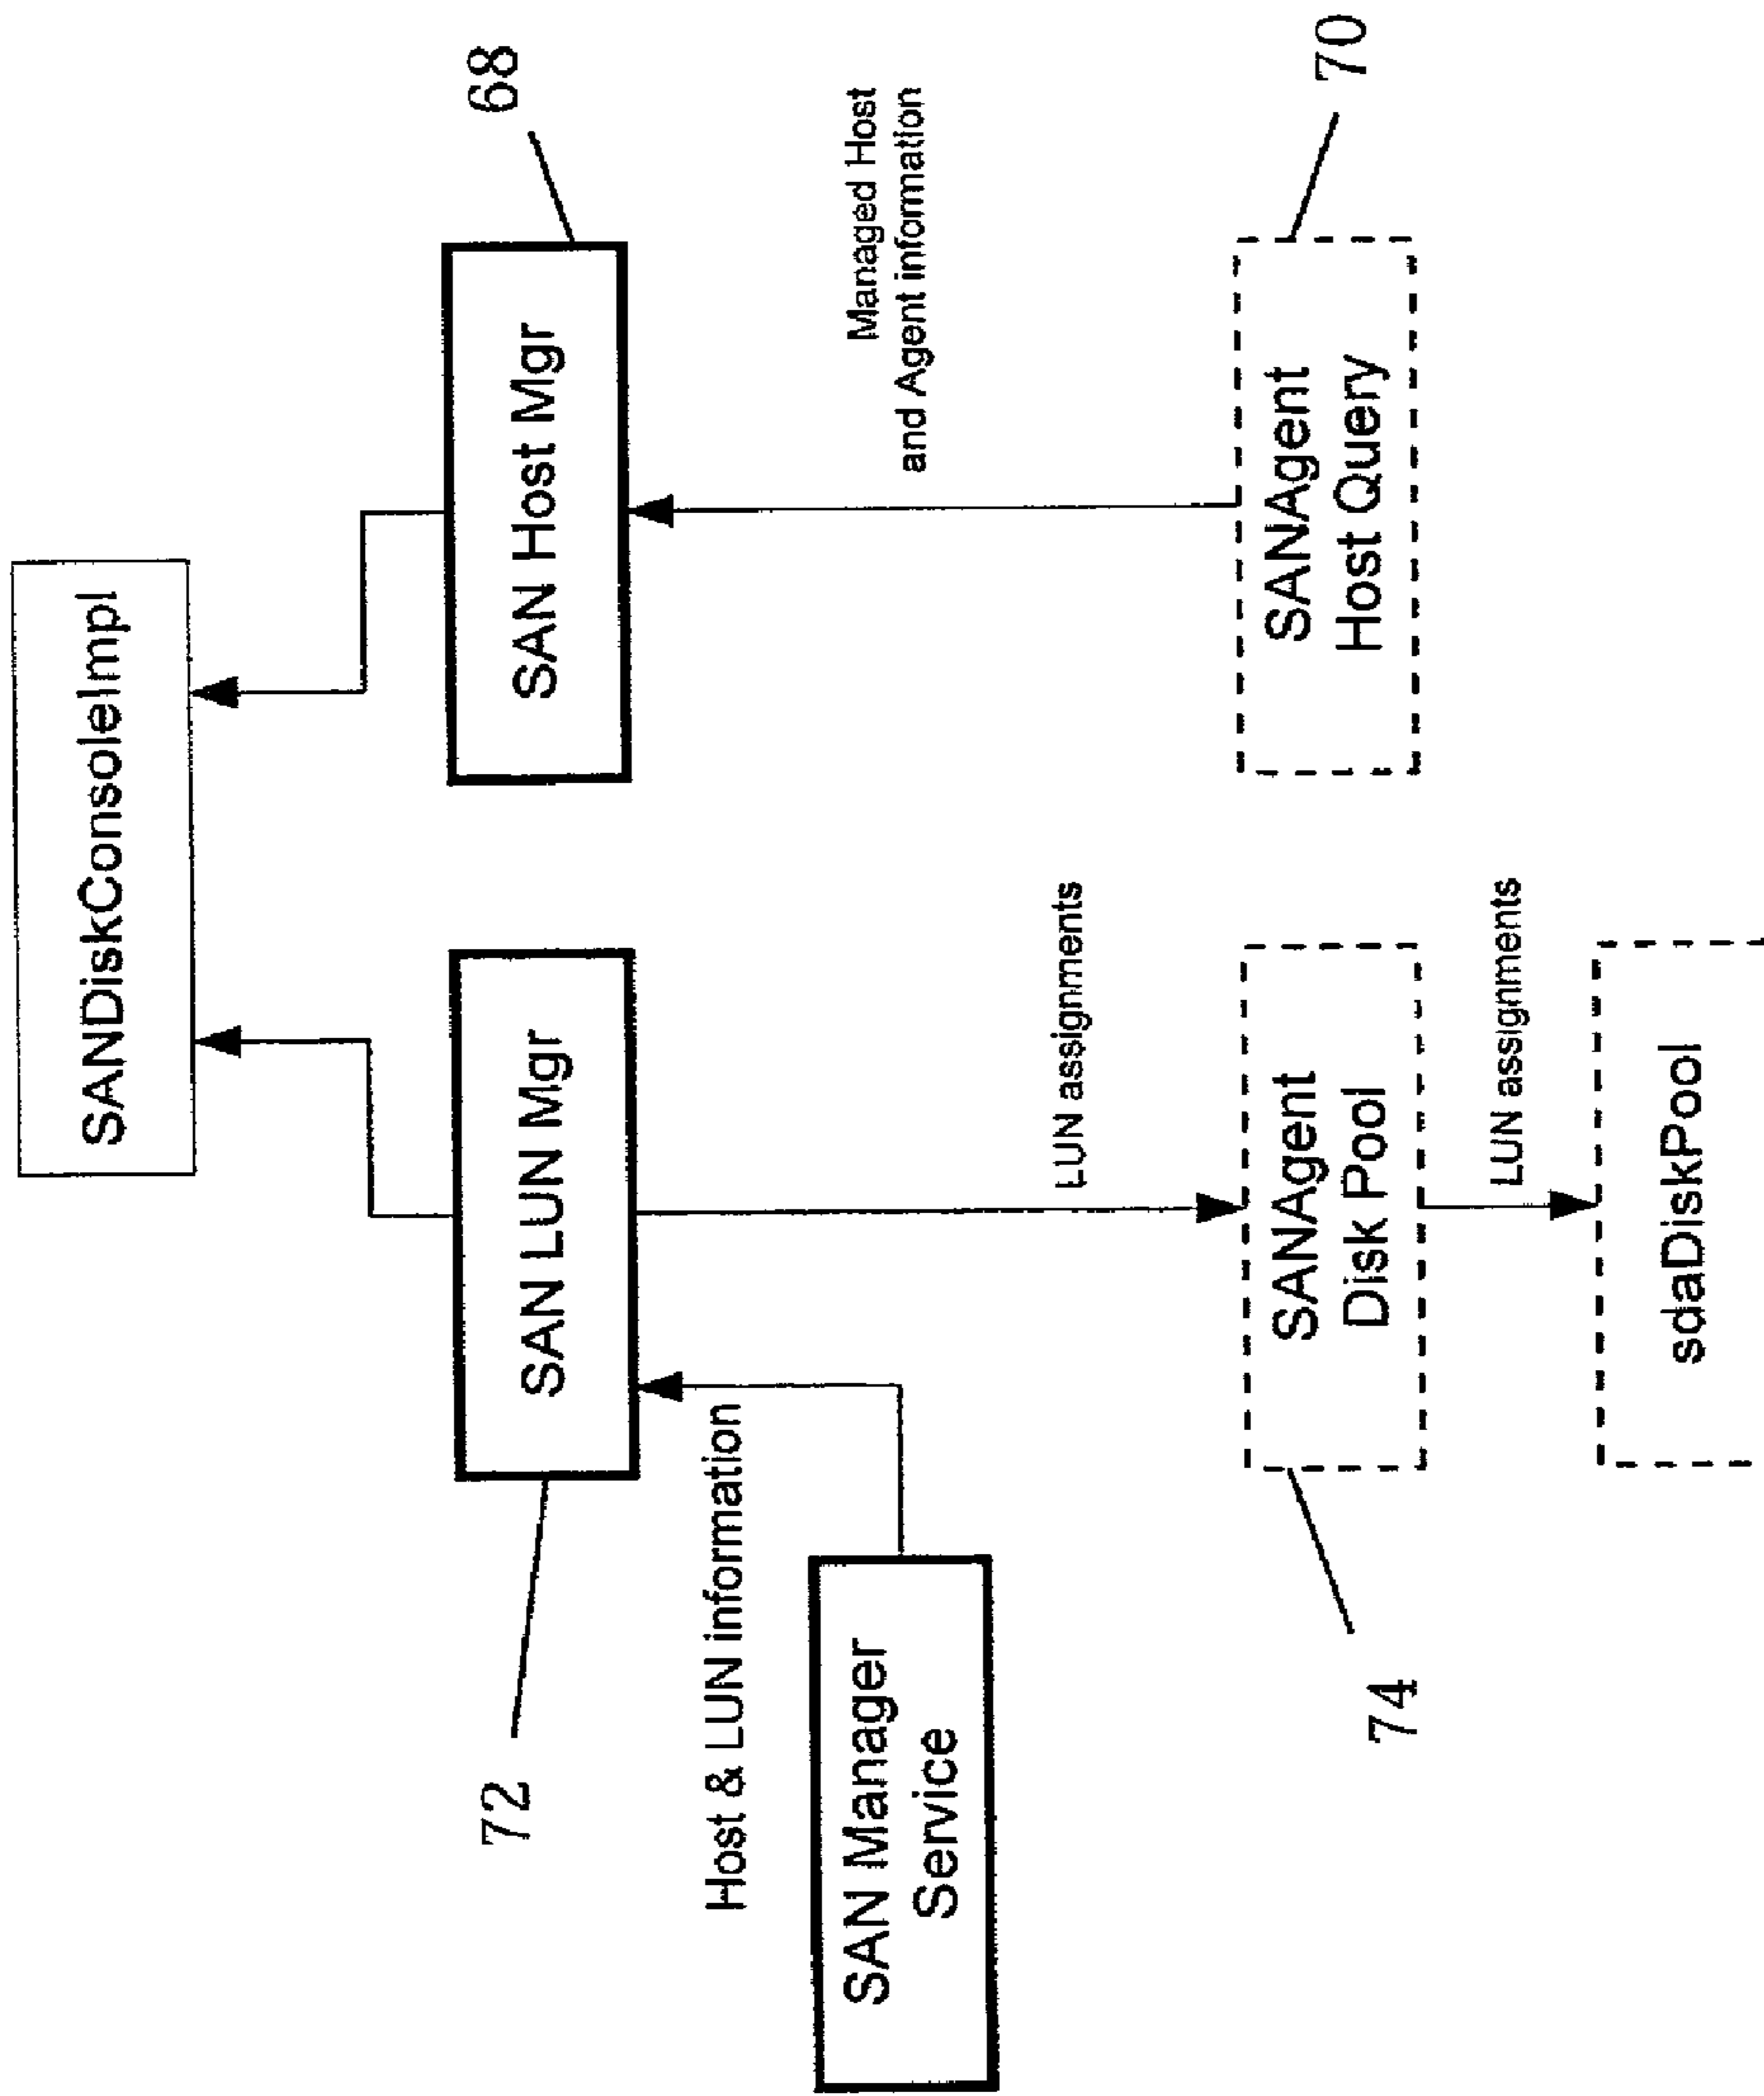 SANDiskConsoleImpl
72
SAN LUN Mgr
SAN Host Mgr
68
Host & LUN information
SAN Manager
Service
LUN assignments
Managed Host
and Agent information
74
SANAgent
Disk Pool
SANAgent
Host Query
70
LUN assignments
sdaDiskPool